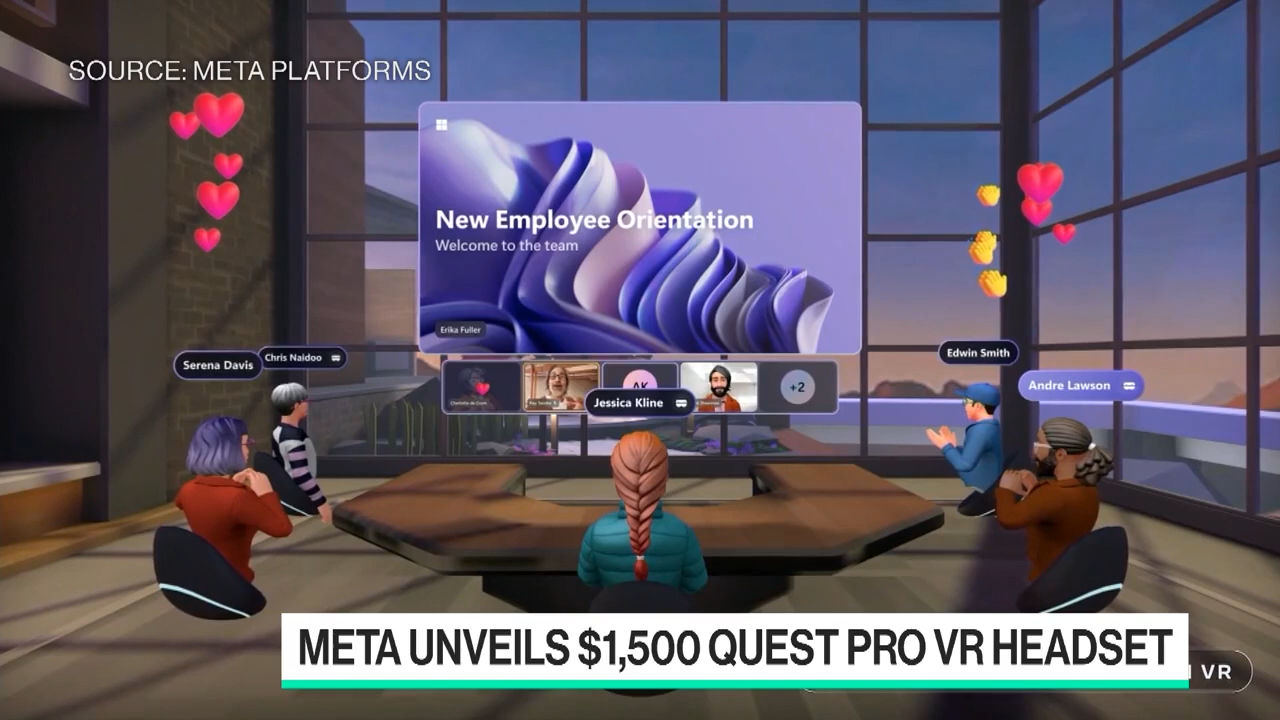 SOURCE: META PLATFORMS
New Employee Orientation
Welcome to the team
Erika Fuller
Serena Davis
Chris Naidoo
Edwin Smith
Andre Lawson
AK
+2
Jessica Kline
META UNVEILS $1,500 QUEST PRO VR HEADSET
VR